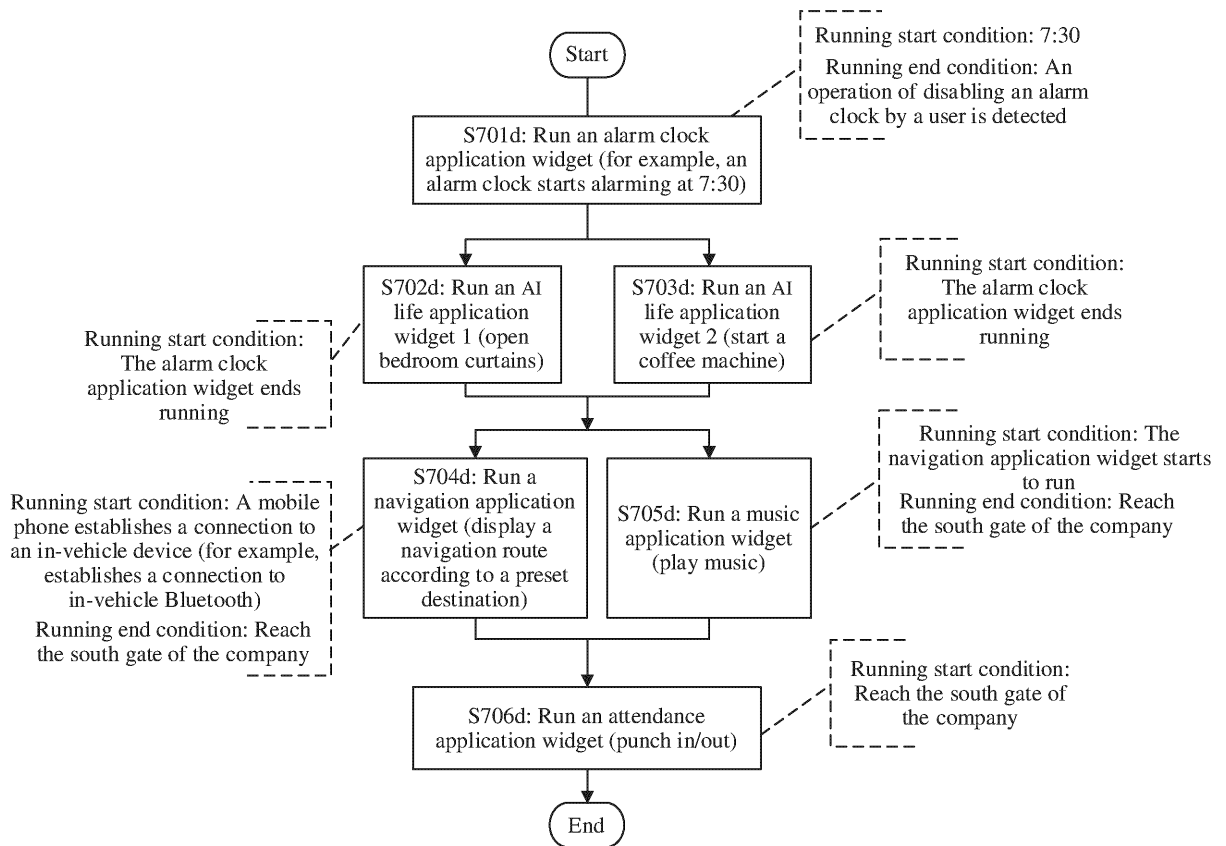 Start
Running start condition: 7:30
Running end condition: An
operation of disabling an alarm
clock by a user is detected
S701d: Run an alarm clock
application widget (for example, an
alarm clock starts alarming at 7:30)
S702d: Run an AI
life application
widget 1 (open
bedroom curtains)
S703d: Run an AI
life application
widget 2 (start a
coffee machine)
Running start condition:
The alarm clock
application widget ends
running
Running start condition:
The alarm clock
application widget ends
running
S704d: Run a
navigation application
widget (display a
navigation route
according to a preset
destination)
S705d: Run a music
application widget
(play music)
Running start condition: The
navigation application widget starts
to run
Running end condition: Reach
the south gate of the company
Running start condition: A mobile
phone establishes a connection to
an in-vehicle device (for example,
establishes a connection to
in-vehicle Bluetooth)
Running end condition: Reach
the south gate of the company
S706d: Run an attendance
application widget (punch in/out)
Running start condition:
Reach the south gate of
the company
End